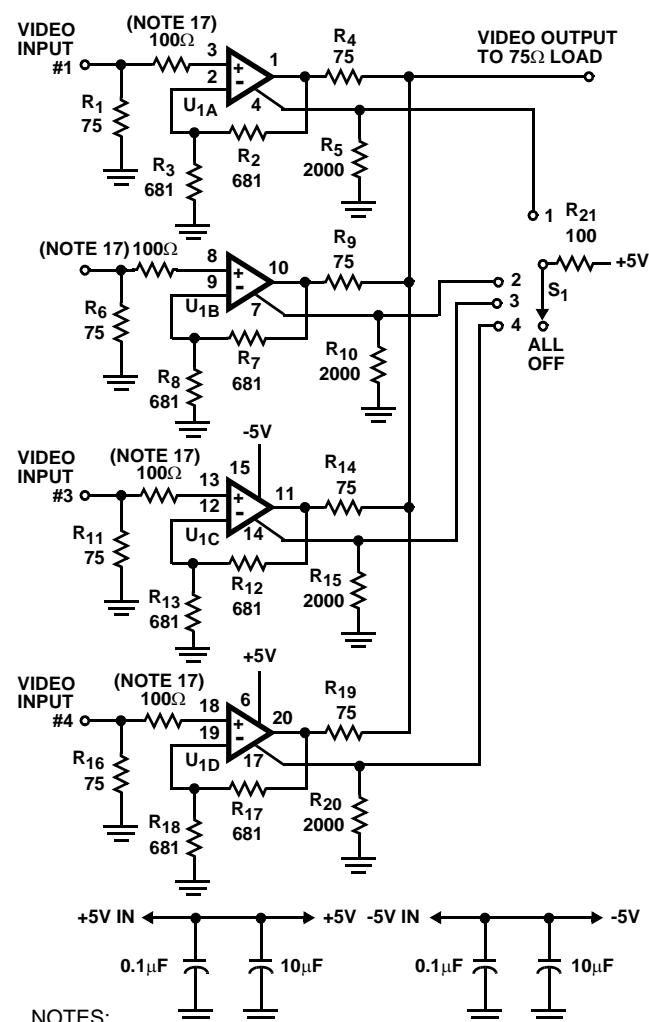 VIDEO INPUT #1
(NOTE 17)
100Ω
3
2
+
-
1
4
U1A
R1
75
R3
681
R2
681
R4
75
R5
2000
VIDEO OUTPUT
TO 75Ω LOAD
1
R21
100
+5V
2
3
4
S1
ALL
OFF
(NOTE 17) 100Ω
8
9
+
-
10
7
U1B
R6
75
R8
681
R7
681
R9
75
R10
2000
-5V
VIDEO
INPUT
#3
(NOTE 17)
100Ω
13
12
15
+
-
11
14
U1C
R11
75
R13
681
R12
681
R14
75
R15
2000
+5V
VIDEO
INPUT
#4
(NOTE 17)
100Ω
18
19
6
+
-
20
17
U1D
R16
75
R18
681
R17
681
R19
75
R20
2000
+5V IN
+5V
-5V IN
-5V
0.1µF
10µF
0.1µF
10µF
NOTES: